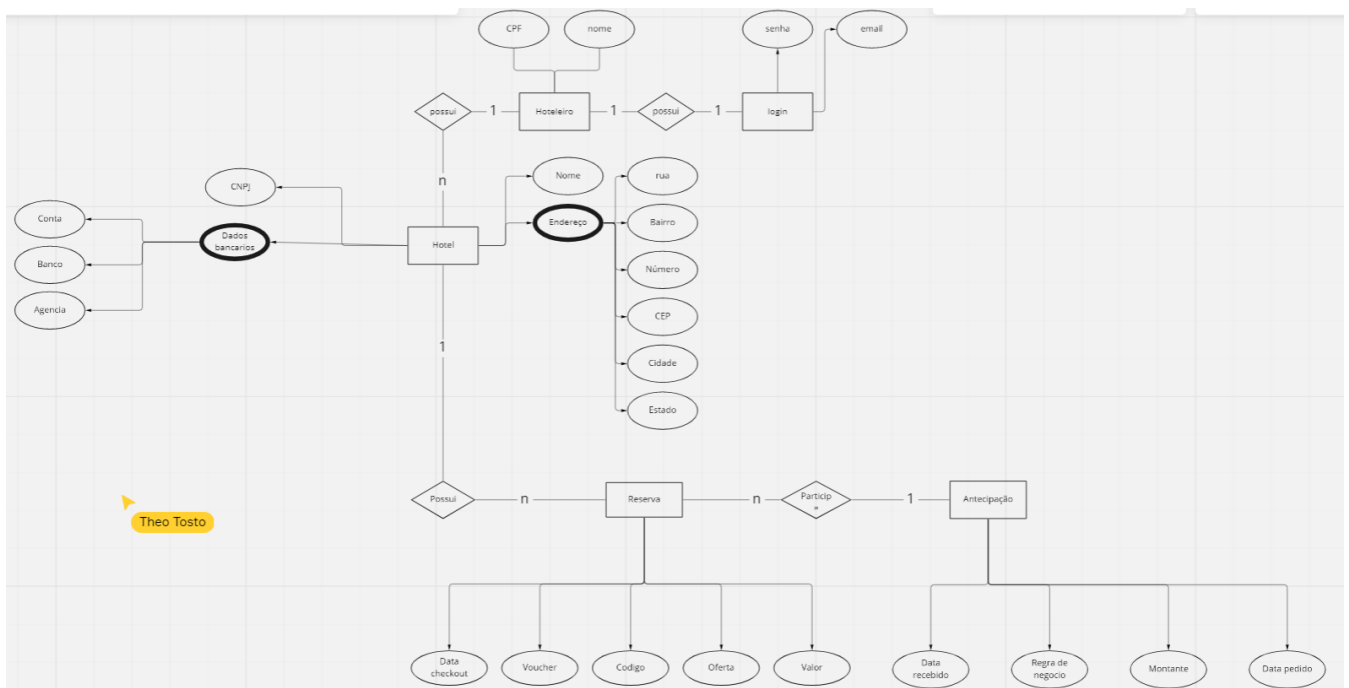 CPF
nome
senha
email
possui
1
Hoteleiro
1
possui
1
login
n
CNPJ
Nome
rua
Conta
Dados
bancarios
Endereço
Bairro
Hotel
Banco
Número
Agencia
CEP
1
Cidade
Estado
Possui
n
Reserva
n
Particip
a
1
Antecipação
Theo Tosto
Data
checkout
Voucher
Codigo
Oferta
Valor
Data
recebido
Regra de
negocio
Montante
Data pedido